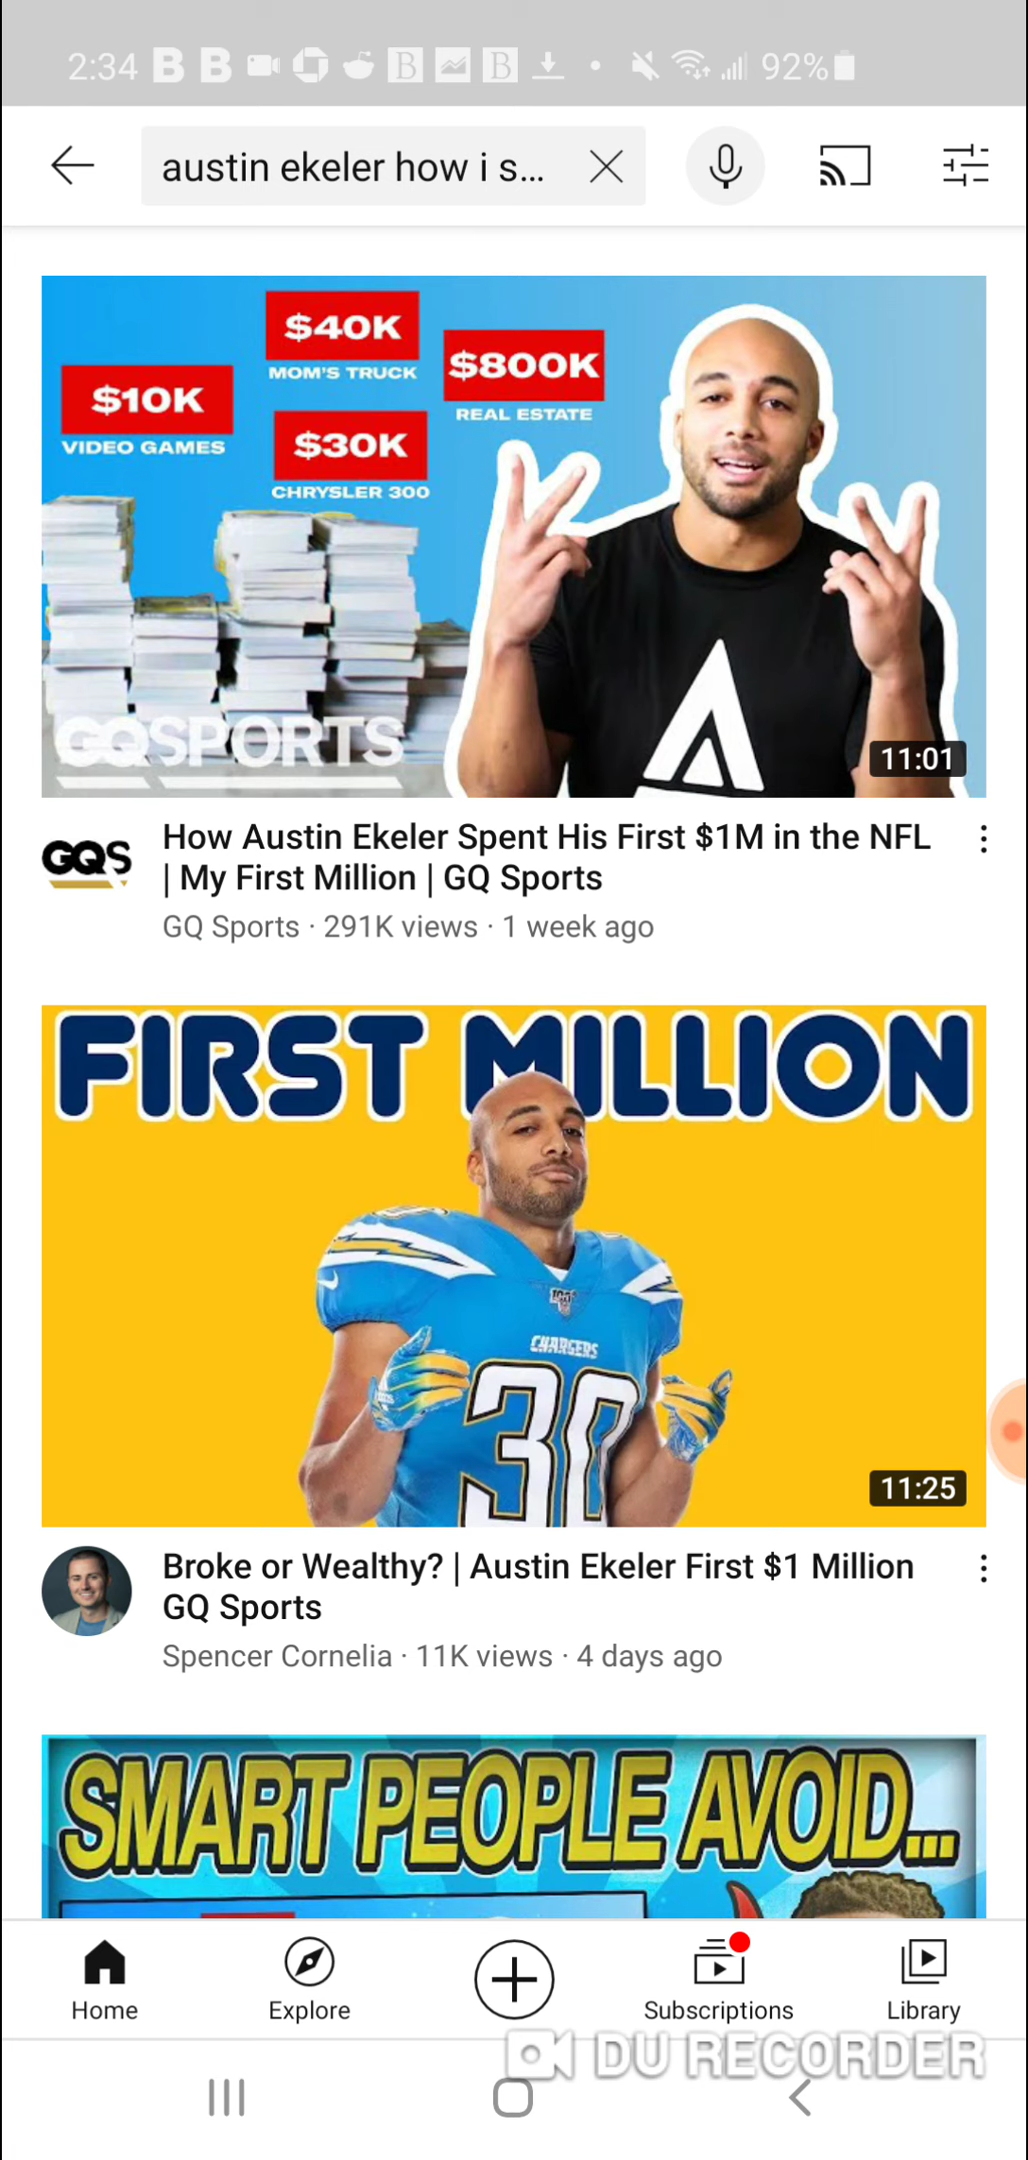 2:34 B B B B 92%
austin ekeler how i s...
$40K
MOM'S TRUCK
$800K
REAL ESTATE
$10K
VIDEO GAMES
$30K
CHRYSLER 300
GQSPORTS
11:01
GQS
How Austin Ekeler Spent His First $1M in the NFL
| My First Million | GQ Sports
GQ Sports · 291K views · 1 week ago
FIRST MILLION
CHARGERS
30
11:25
Broke or Wealthy? | Austin Ekeler First $1 Million
GQ Sports
Spencer Cornelia · 11K views · 4 days ago
SMART PEOPLE AVOID...
Home
Explore
Subscriptions
Library
DU RECORDER